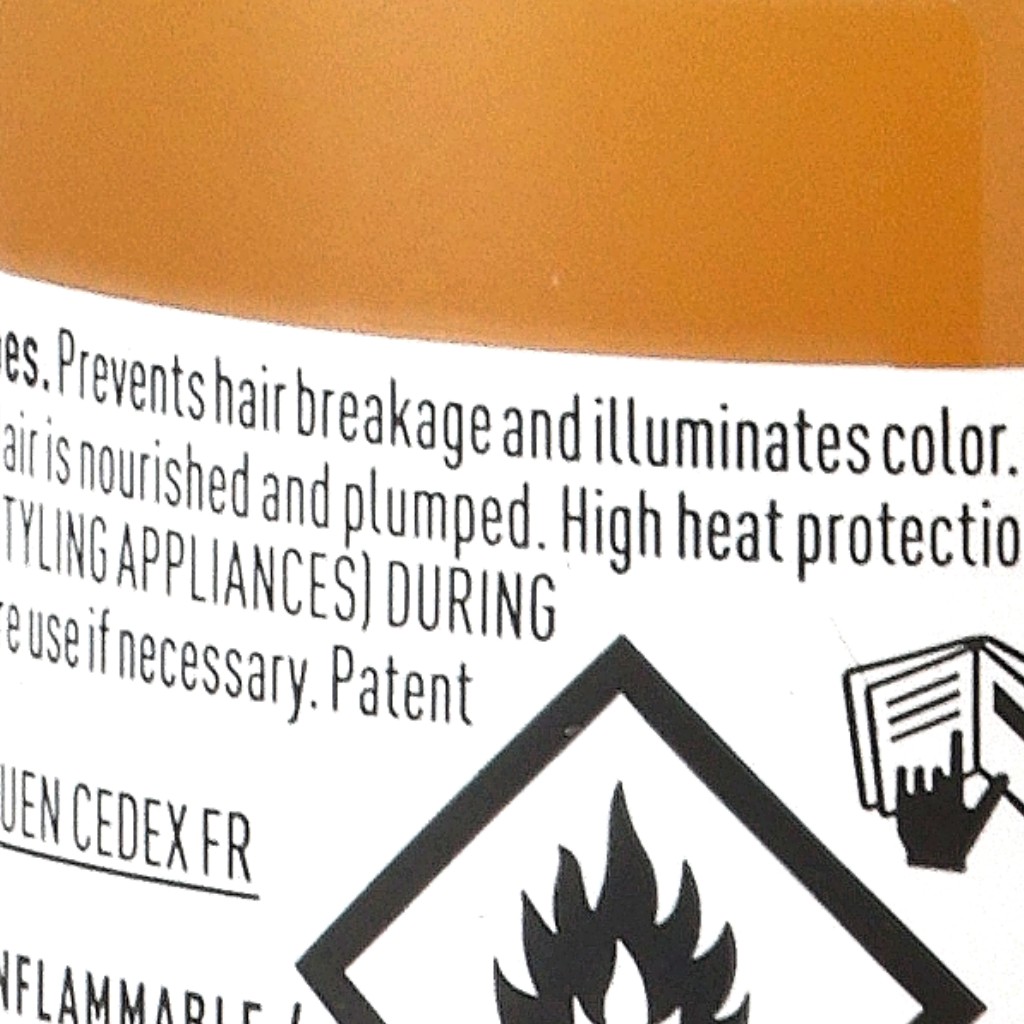 es. Prevents hair breakage and illuminates color.
air is nourished and plumped. High heat protectio
TYLING APPLIANCES) DURING
re use if necessary. Patent
UEN CEDEX FR
NFLAMMABLE /